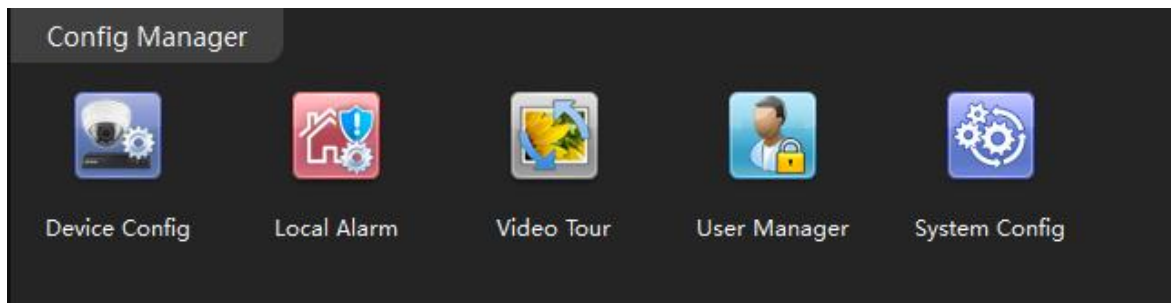 Config Manager
Device Config Local Alarm Video Tour User Manager System Config